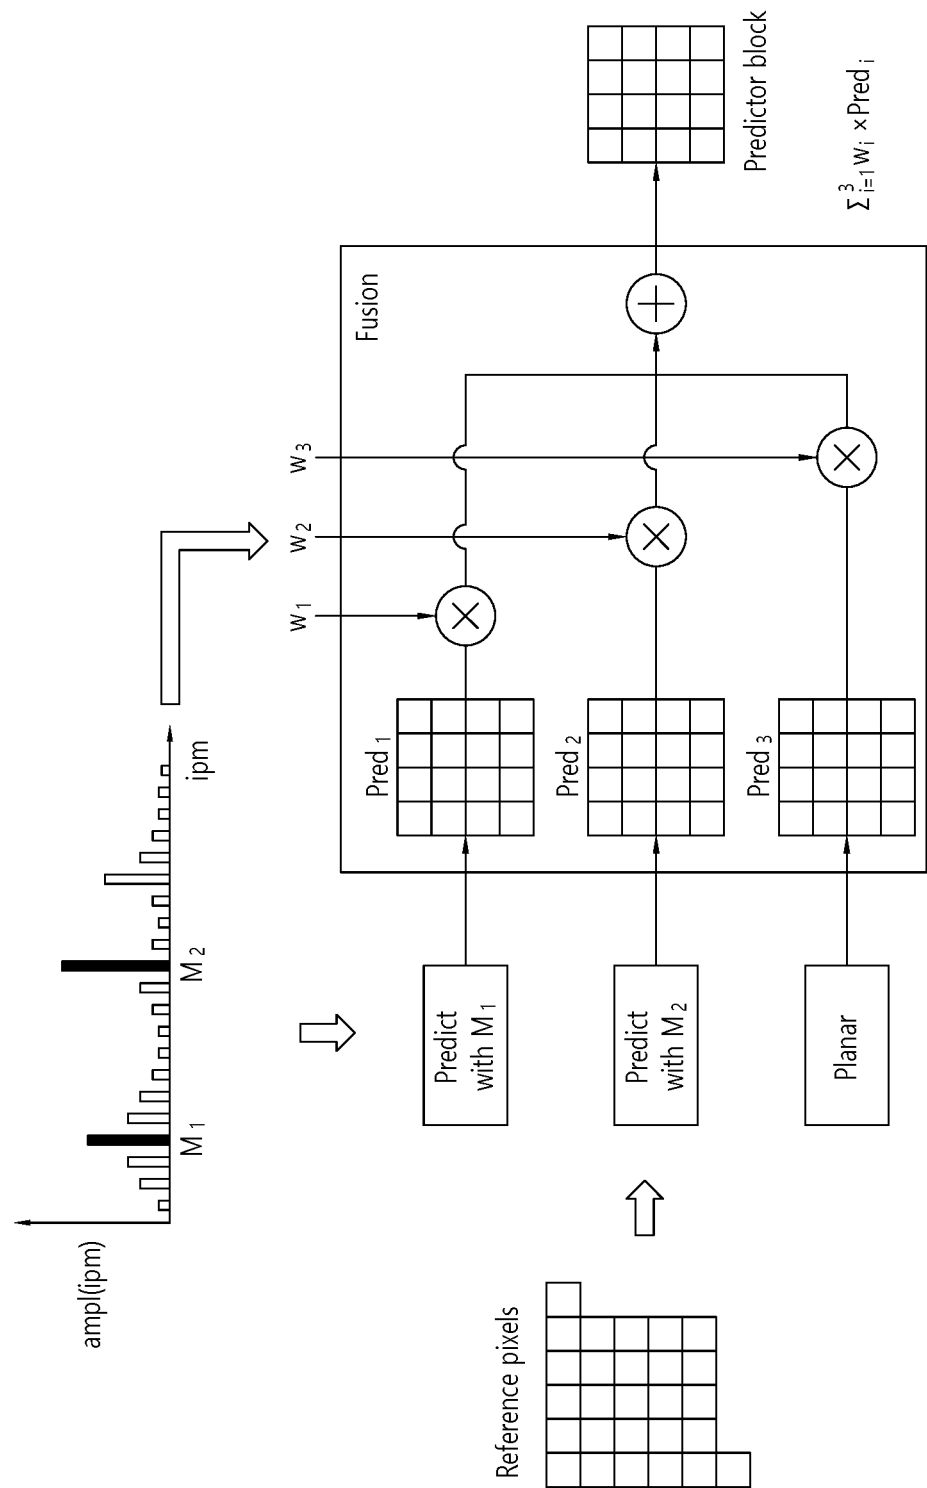 ampl(ipm)
M1
M2
ipm
w1
w2
w3
Reference pixels
Predict
with M1
Predict
with M2
Planar
Fusion
Pred1
Pred2
Pred3
Predictor block
Σ³ᵢ₌₁ wᵢ ×Predᵢ